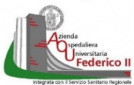 Azienda
Ospedaliera
Universitaria
Federico II
Integrata con il Servizio Sanitario Regionale